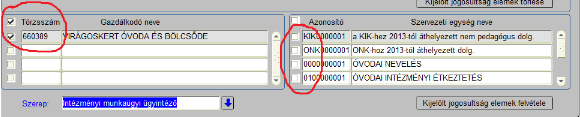 Kijelölt jogosultság elemek törlése
Törzsszám Gazdálkodó neve Azonosító Szervezeti egység neve
660389 VIRÁGOSKERT ÓVODA ÉS BÖLCSŐDE KIK0000001 a KIK-hez 2013-tól áthelyezett nem pedagógus dolg.
ONK0000001 ONK-hoz 2013-tól áthelyezett dolg.
0000000001 ÓVODAI NEVELÉS
0100000001 ÓVODAI INTÉZMÉNYI ÉTKEZTETÉS
Szerep: Intézményi munkaügyi ügyintéző Kijelölt jogosultság elemek felvétele